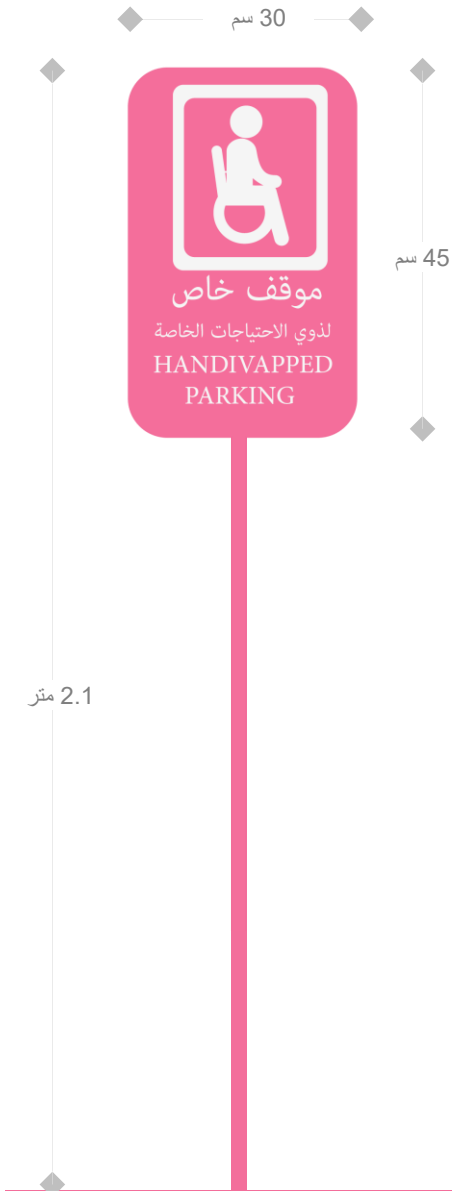 30 سم
موقف خاص
لذوي الاحتياجات الخاصة
HANDIVAPPED
PARKING
45 سم
2.1 متر